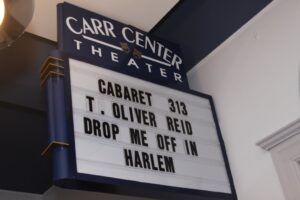 CARR CENTER
THEATER
CABARET 313
T. OLIVER REID
DROP ME OFF IN
HARLEM